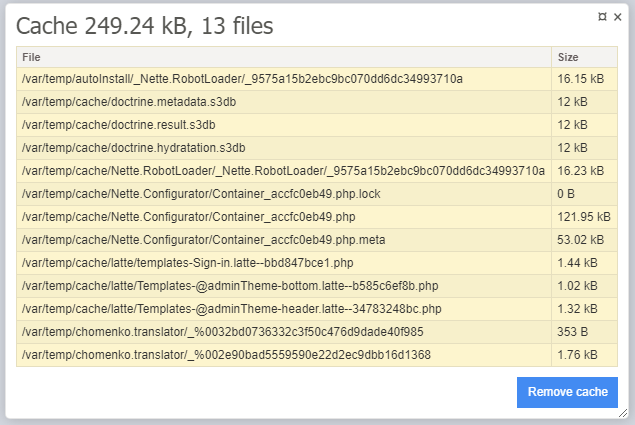 Cache 249.24 kB, 13 files
File Size
/var/temp/autoInstall/_Nette.RobotLoader/_9575a15b2ebc9bc070dd6dc34993710a 16.15 kB
/var/temp/cache/doctrine.metadata.s3db 12 kB
/var/temp/cache/doctrine.result.s3db 12 kB
/var/temp/cache/doctrine.hydratation.s3db 12 kB
/var/temp/cache/Nette.RobotLoader/_Nette.RobotLoader/_9575a15b2ebc9bc070dd6dc34993710a 16.23 kB
/var/temp/cache/Nette.Configurator/Container_accfc0eb49.php.lock 0 B
/var/temp/cache/Nette.Configurator/Container_accfc0eb49.php 121.95 kB
/var/temp/cache/Nette.Configurator/Container_accfc0eb49.php.meta 53.02 kB
/var/temp/cache/latte/templates-Sign-in.latte--bbd847bce1.php 1.44 kB
/var/temp/cache/latte/Templates-@adminTheme-bottom.latte--b585c6ef8b.php 1.02 kB
/var/temp/cache/latte/Templates-@adminTheme-header.latte--34783248bc.php 1.32 kB
/var/temp/chomenko.translator/_%0032bd0736332c3f50c476d9dade40f985 353 B
/var/temp/chomenko.translator/_%002e90bad5559590e22d2ec9dbb16d1368 1.76 kB
Remove cache